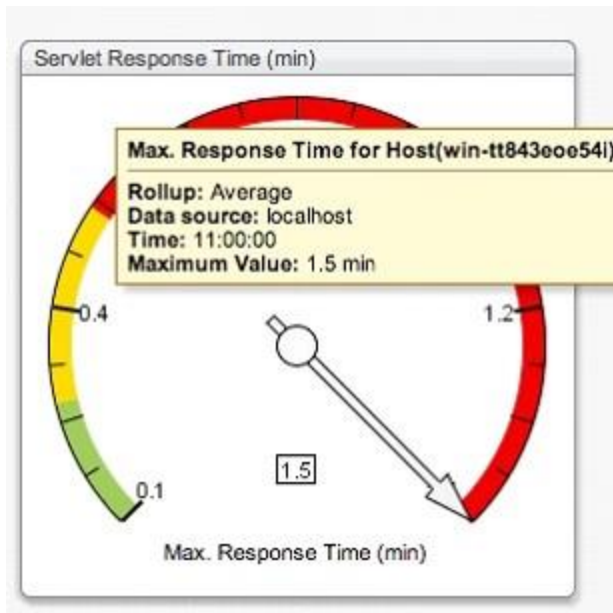 Servlet Response Time (min)
Max. Response Time for Host(win-tt843eoe54i)
Rollup: Average
Data source: localhost
Time: 11:00:00
Maximum Value: 1.5 min
0.4
1.2
1.5
0.1
Max. Response Time (min)